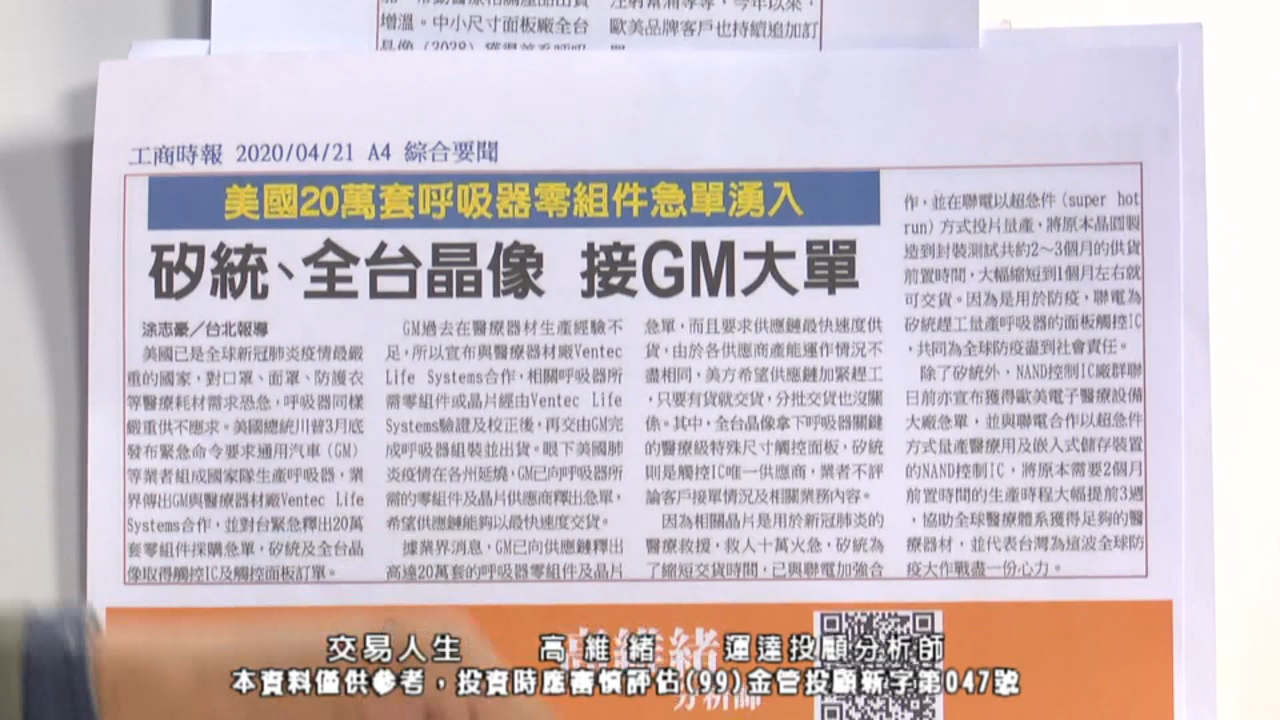 增溫。中小尺寸面板廠全台
歐美品牌客戶也持續追加訂
工商時報 2020/04/21 A4 綜合要聞
美國20萬套呼吸器零組件急單湧入
矽統、全台晶像 接GM大單
涂志豪／台北報導
美國已是全球新冠肺炎疫情最嚴
重的國家，對口罩、面罩、防護衣
等醫療耗材需求恐急，呼吸器同樣
嚴重供不應求。美國總統川普3月底
發布緊急命令要求通用汽車（GM）
等業者組成國家隊生產呼吸器，業
界傳出GM與醫療器材廠Ventec Life
Systems合作，並對台緊急釋出20萬
套零組件採購急單，矽統及全台晶
像取得觸控IC及觸控面板訂單。
GM過去在醫療器材生產經驗不
足，所以宣布與醫療器材廠Ventec
Life Systems合作，相關呼吸器所
需零組件或晶片經由Ventec Life
Systems驗證及校正後，再交由GM完
成呼吸器組裝並出貨。眼下美國肺
炎疫情在各州延燒，GM已向呼吸器所
需的零組件及晶片供應商釋出急單，
希望供應鏈能夠以最快速度交貨。
據業界消息，GM已向供應鏈釋出
高達20萬套的呼吸器零組件及晶片
急單，而且要求供應鏈最快速度供
貨，由於各供應商產能運作情況不
盡相同，美方希望供應鏈加緊趕工
，只要有貨就交貨，分批交貨也沒關
係。其中，全台晶像拿下呼吸器關鍵
的醫療級特殊尺寸觸控面板，矽統
則是觸控IC唯一供應商，業者不評
論客戶接單情況及相關業務內容。
因為相關晶片是用於新冠肺炎的
醫療救援，救人十萬火急，矽統為
了縮短交貨時間，已與聯電加強合
作，並在聯電以超急件（super hot
run）方式投片量產，將原本晶圓製
造到封裝測試共約2～3個月的供貨
前置時間，大幅縮短到1個月左右就
可交貨。因為是用於防疫，聯電為
矽統趕工量產呼吸器的面板觸控IC
，共同為全球防疫盡到社會責任。
除了矽統外，NAND控制IC廠群聯
日前亦宣布獲得歐美電子醫療設備
大廠急單，並與聯電合作以超急件
方式量產醫療用及嵌入式儲存裝置
的NAND控制IC，將原本需要2個月
前置時間的生產時程大幅提前3週
，協助全球醫療體系獲得足夠的醫
療器材，並代表台灣為這波全球防
疫大作戰盡一份心力。
交易人生 高維緒 運達投顧分析師
本資料僅供參考，投資時應審慎評估(99)金管投顧新字第047號